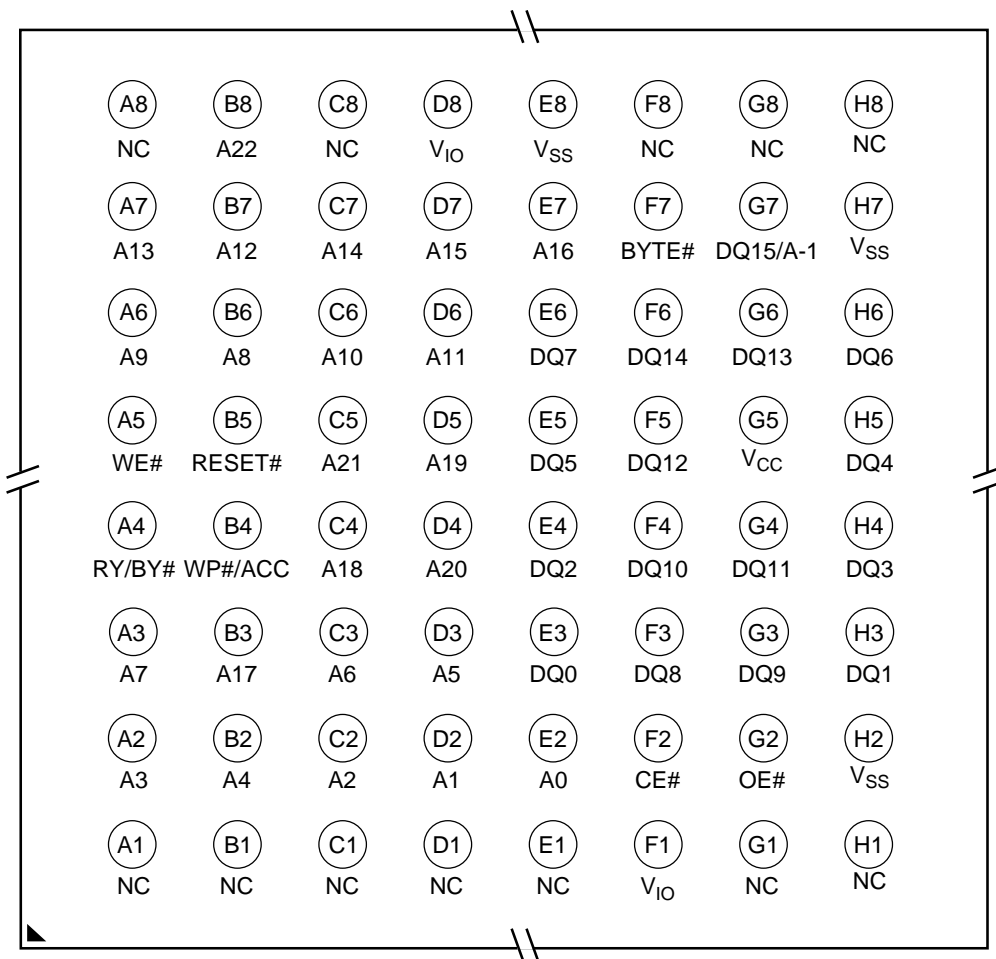 A8 B8 C8 D8 E8 F8 G8 H8
NC A22 NC VIO VSS NC NC NC
A7 B7 C7 D7 E7 F7 G7 H7
A13 A12 A14 A15 A16 BYTE# DQ15/A-1 VSS
A6 B6 C6 D6 E6 F6 G6 H6
A9 A8 A10 A11 DQ7 DQ14 DQ13 DQ6
A5 B5 C5 D5 E5 F5 G5 H5
WE# RESET# A21 A19 DQ5 DQ12 VCC DQ4
A4 B4 C4 D4 E4 F4 G4 H4
RY/BY# WP#/ACC A18 A20 DQ2 DQ10 DQ11 DQ3
A3 B3 C3 D3 E3 F3 G3 H3
A7 A17 A6 A5 DQ0 DQ8 DQ9 DQ1
A2 B2 C2 D2 E2 F2 G2 H2
A3 A4 A2 A1 A0 CE# OE# VSS
A1 B1 C1 D1 E1 F1 G1 H1
NC NC NC NC NC VIO NC NC